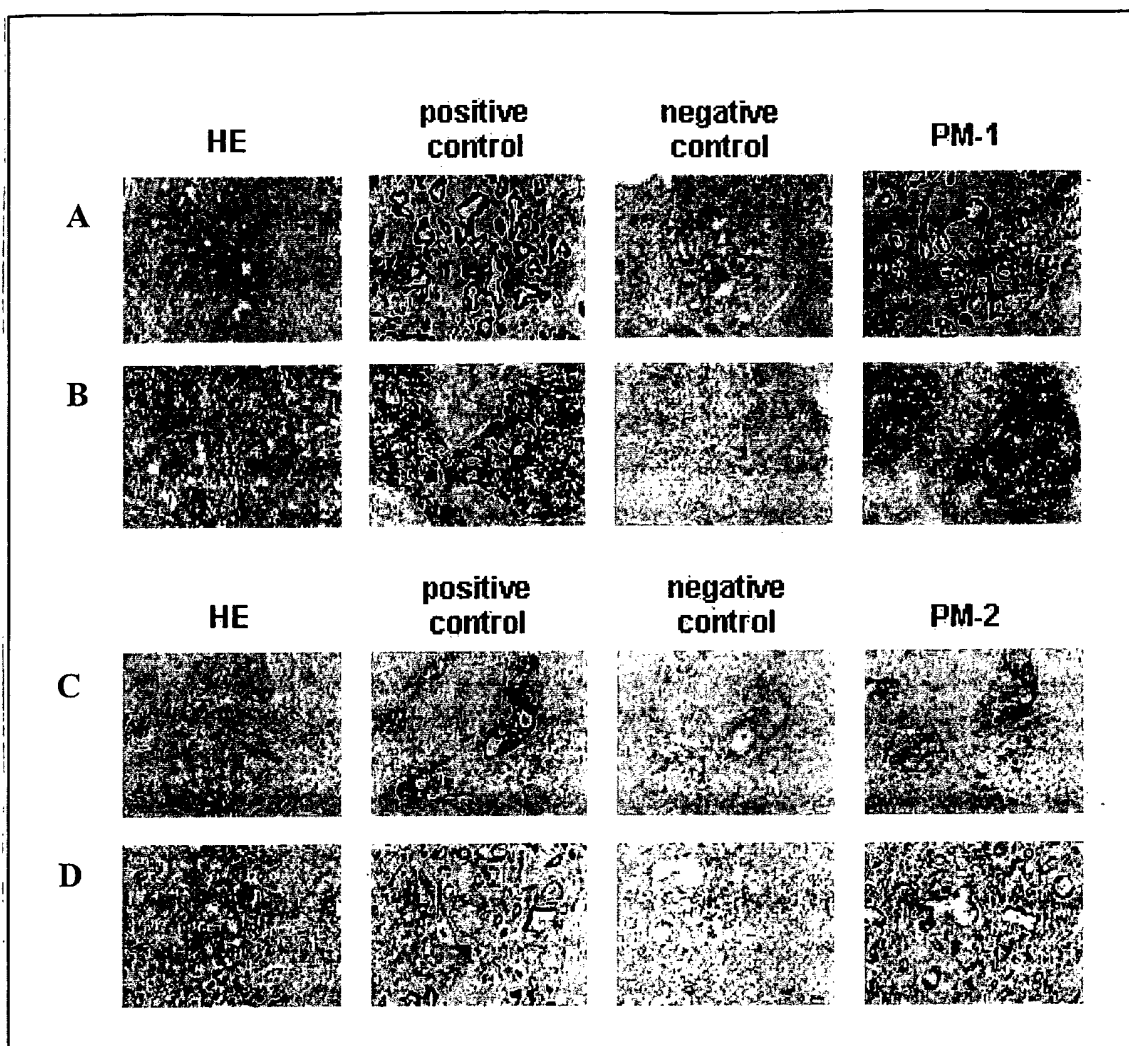 HE positive control negative control PM-1
A
B
HE positive control negative control PM-2
C
D